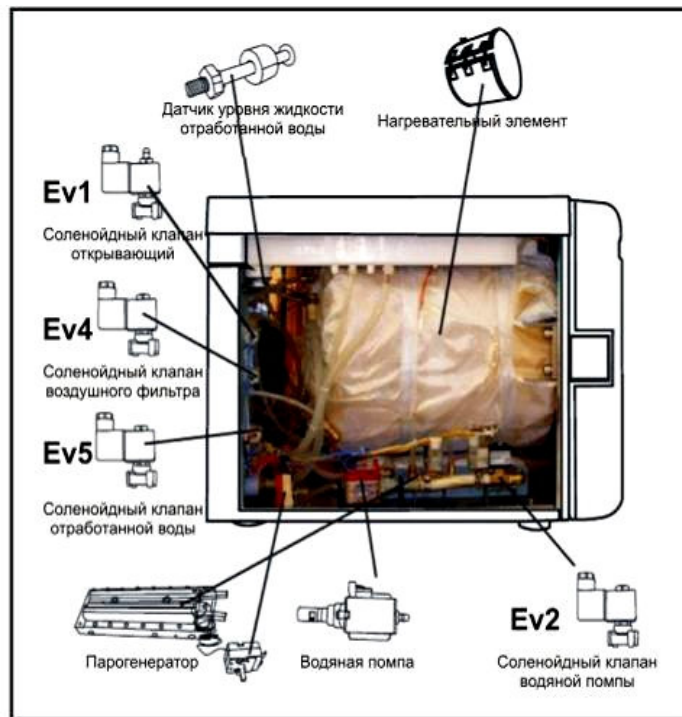 Датчик уровня жидкости
отработанной воды
Нагревательный элемент
Ev1
Соленойдный клапан
открывающий
Ev4
Соленойдный клапан
воздушного фильтра
Ev5
Соленойдный клапан
отработанной воды
Парогенератор
Водяная помпа
Ev2
Соленойдный клапан
водяной помпы